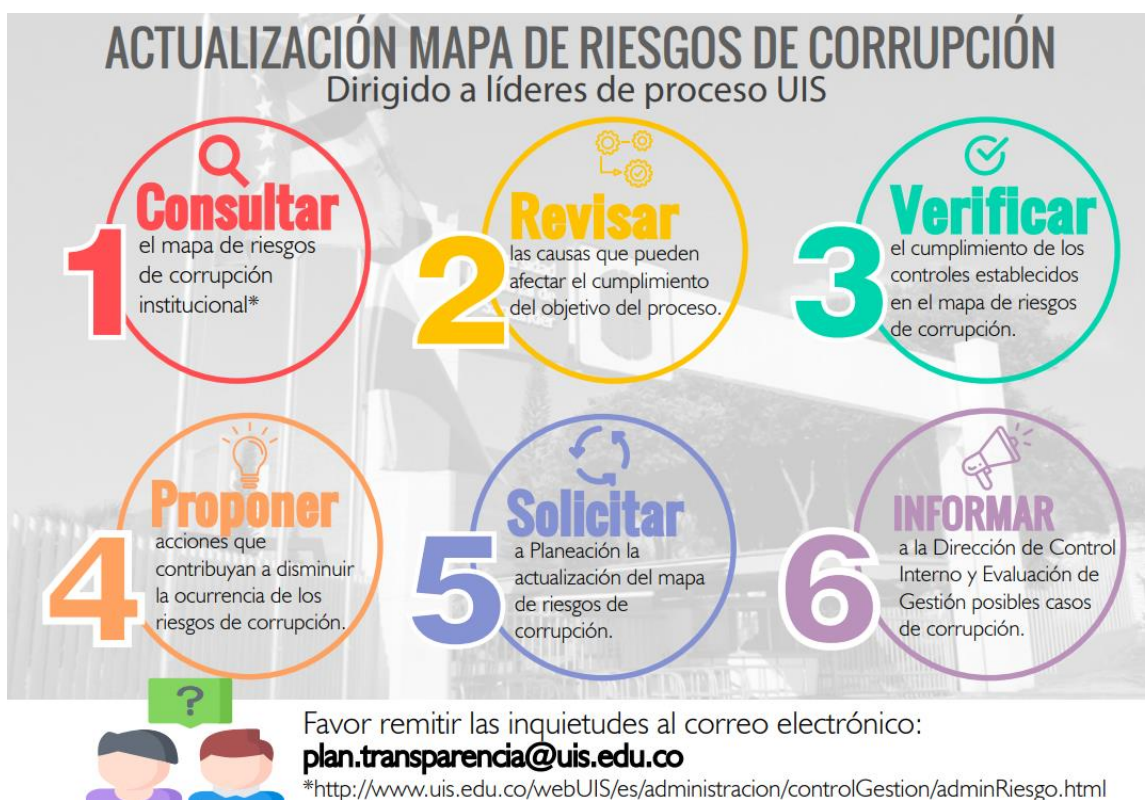 ACTUALIZACIÓN MAPA DE RIESGOS DE CORRUPCIÓN
Dirigido a líderes de proceso UIS
1
Consultar
el mapa de riesgos
de corrupción
institucional*
2
Revisar
las causas que pueden
afectar el cumplimiento
del objetivo del proceso.
3
Verificar
el cumplimiento de los
controles establecidos
en el mapa de riesgos
de corrupción.
4
Proponer
acciones que
contribuyan a disminuir
la ocurrencia de los
riesgos de corrupción.
5
Solicitar
a Planeación la
actualización del mapa
de riesgos de
corrupción.
6
INFORMAR
a la Dirección de Control
Interno y Evaluación de
Gestión posibles casos
de corrupción.
?
Favor remitir las inquietudes al correo electrónico:
plan.transparencia@uis.edu.co
*http://www.uis.edu.co/webUIS/es/administracion/controlGestion/adminRiesgo.html